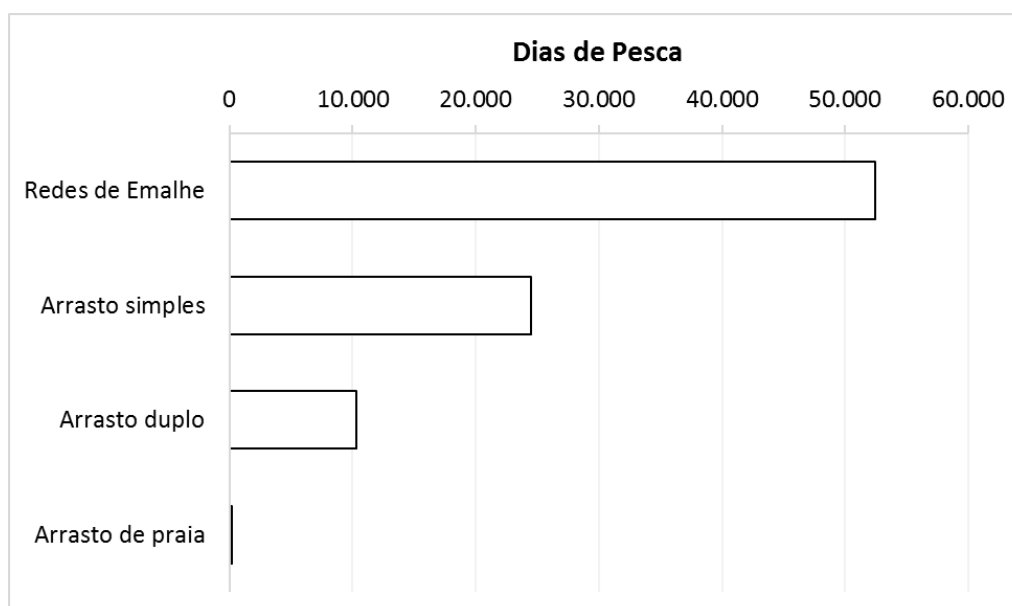 Dias de Pesca
0 10.000 20.000 30.000 40.000 50.000 60.000
Redes de Emalhe
Arrasto simples
Arrasto duplo
Arrasto de praia